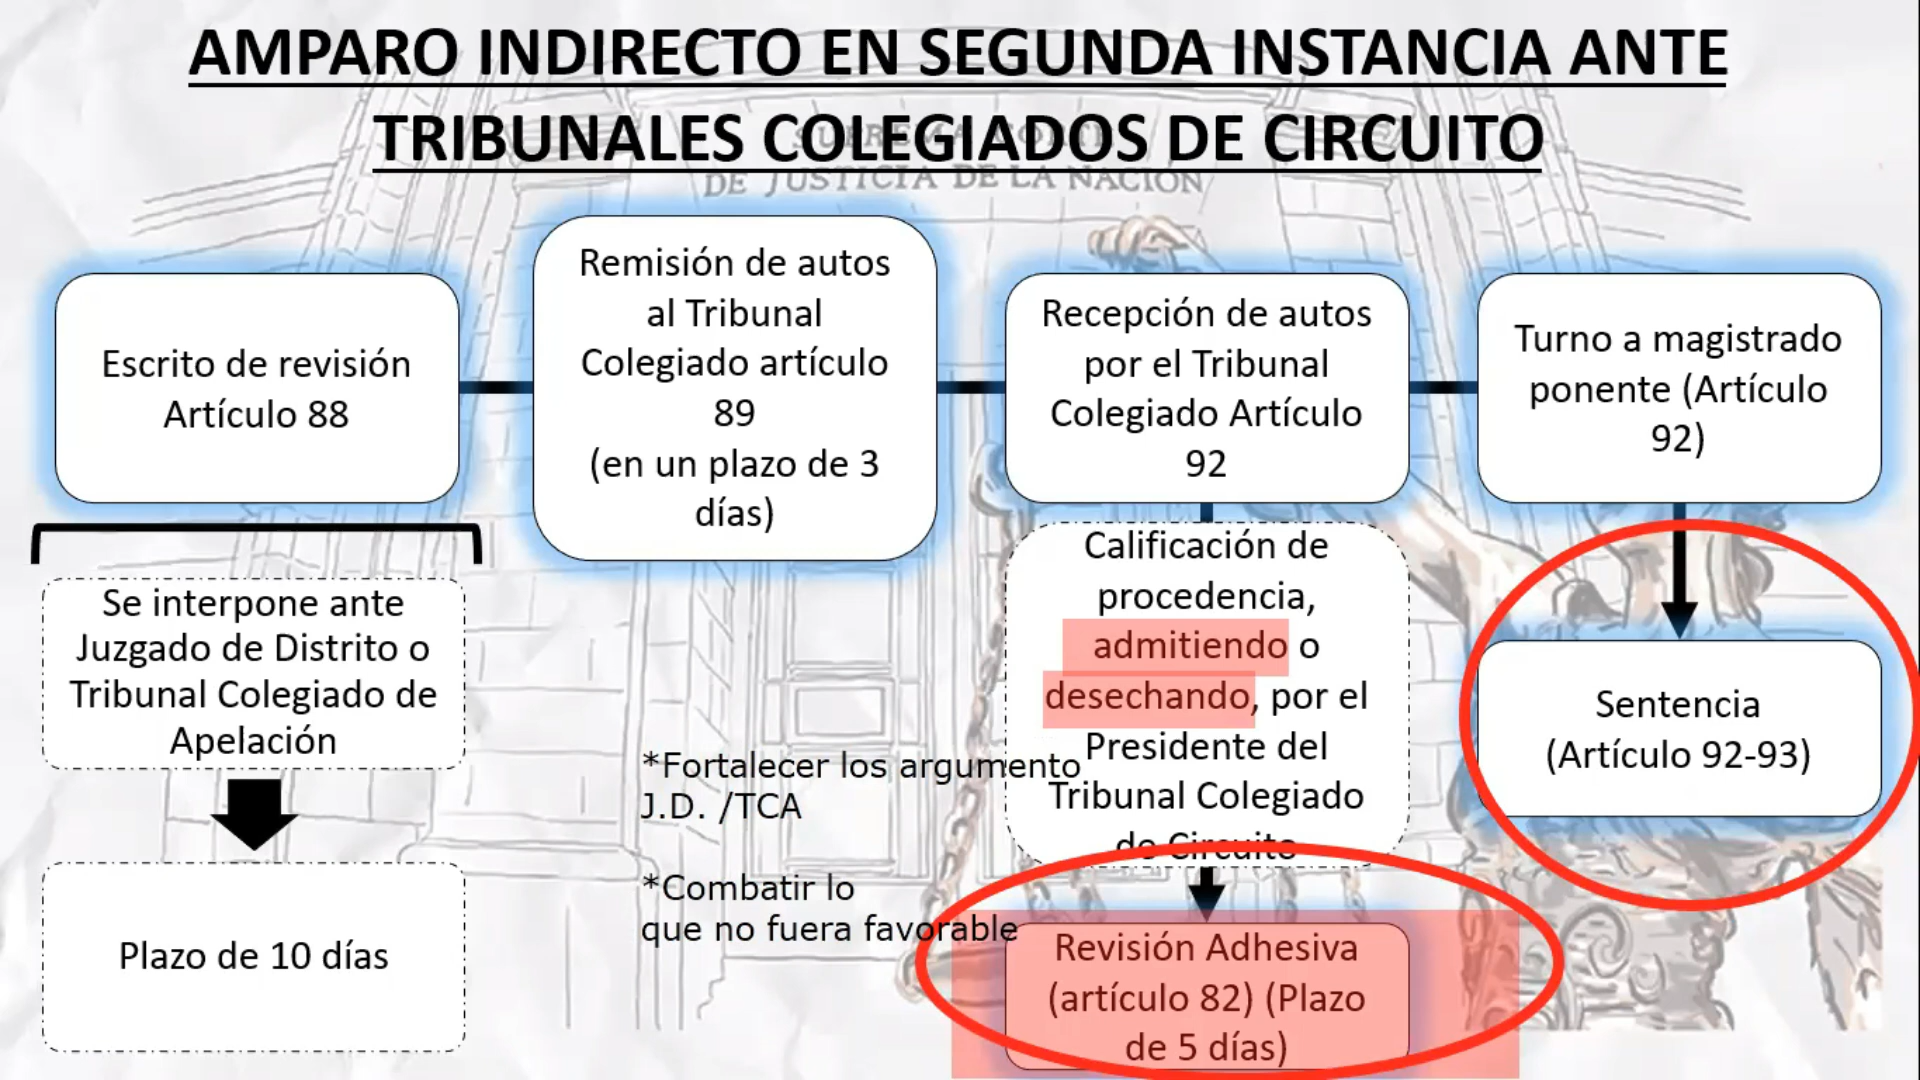 AMPARO INDIRECTO EN SEGUNDA INSTANCIA ANTE
TRIBUNALES COLEGIADOS DE CIRCUITO
SUPREMA CORTE
DE JUSTICIA DE LA NACIÓN
Escrito de revisión
Artículo 88
Remisión de autos
al Tribunal
Colegiado artículo
89
(en un plazo de 3
días)
Recepción de autos
por el Tribunal
Colegiado Artículo
92
Turno a magistrado
ponente (Artículo
92)
Se interpone ante
Juzgado de Distrito o
Tribunal Colegiado de
Apelación
Plazo de 10 días
*Fortalecer los argumento
J.D. /TCA
*Combatir lo
que no fuera favorable
Calificación de
procedencia,
admitiendo o
desechando, por el
Presidente del
Tribunal Colegiado
de Circuito
Revisión Adhesiva
(artículo 82) (Plazo
de 5 días)
Sentencia
(Artículo 92-93)